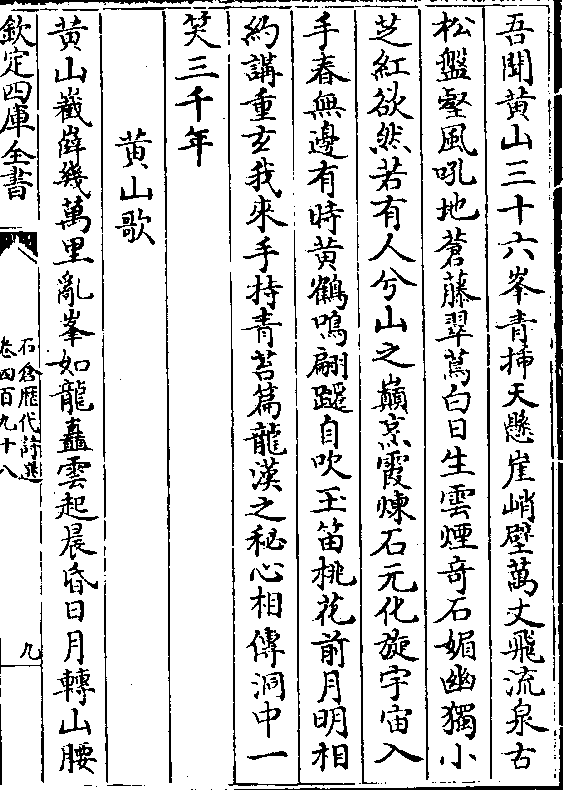 吾聞黄山三十六峯青揷天懸崖峭壁萬丈飛流泉古
松盤壑風吼地蒼藤翠蔦白日生雲煙奇石媚幽獨小
芝紅欲然若有人兮山之巔烹霞煉石元化旋宇宙入
手春無邊有時黄鶴鳴翩躚自吹玉笛桃花前月明相
約講重玄我來手持青苔篇龍漢之秘心相傳洞中一
笑三千年
黄山歌
黄山嶻嶭幾萬里亂峯如龍矗雲起晨昏日月轉山腰
欽定四庫全書
石倉歴代詩選
卷四百九十八
九